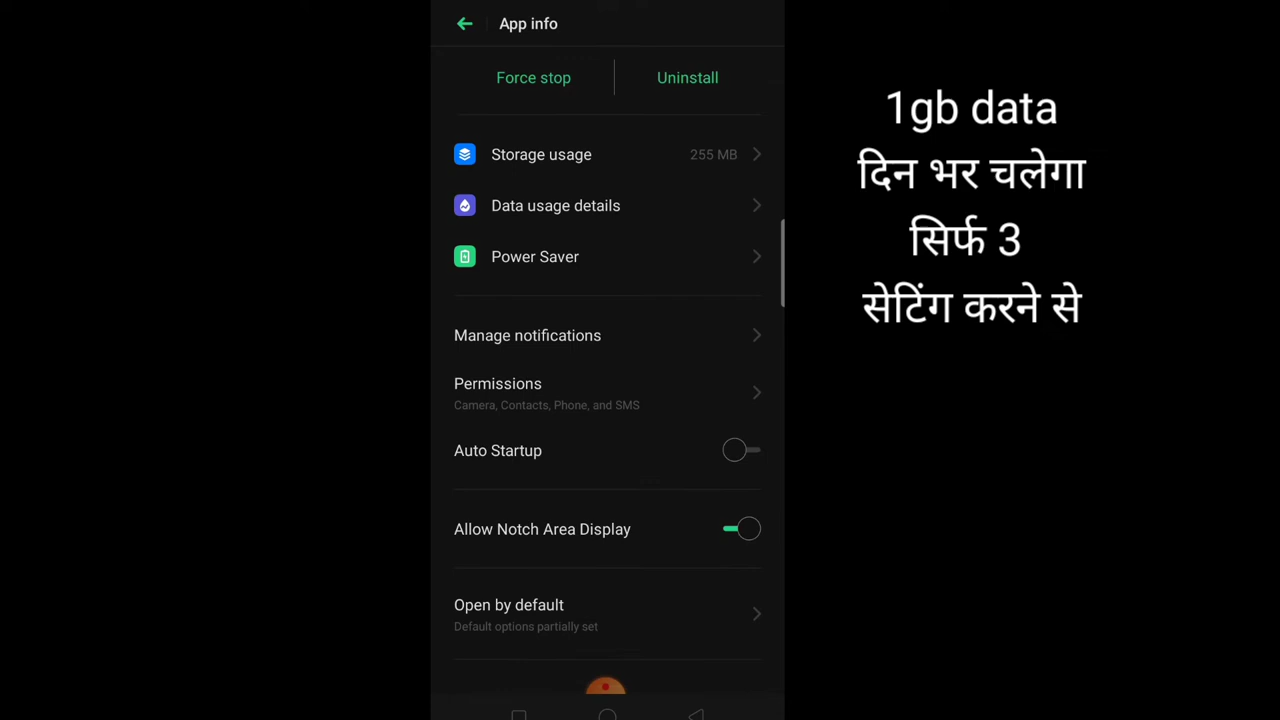 App info
Force stop
Uninstall
Storage usage 255 MB
Data usage details
Power Saver
Manage notifications
Permissions
Camera, Contacts, Phone, and SMS
Auto Startup
Allow Notch Area Display
Open by default
Default options partially set
1gb data
दिन भर चलेगा
सिर्फ 3
सेटिंग करने से